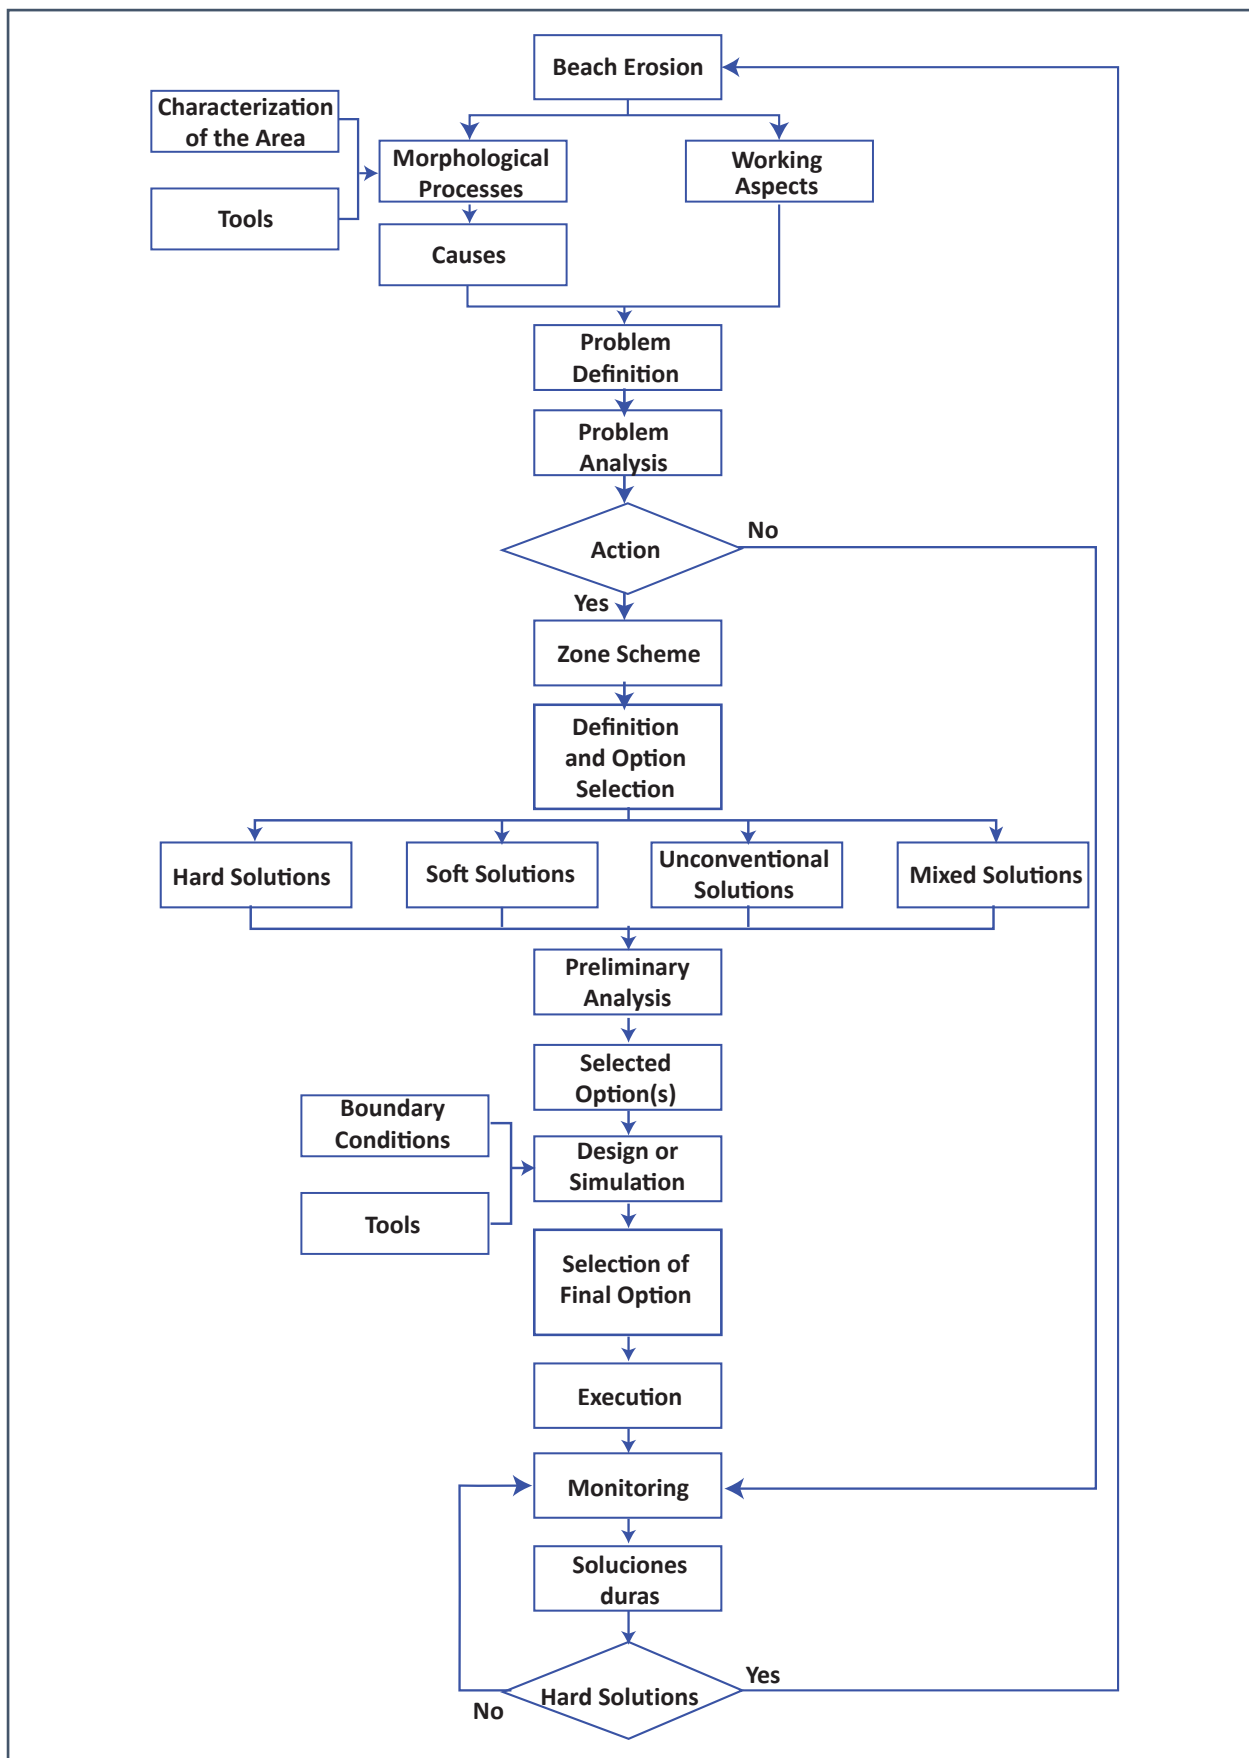 Beach Erosion
Characterization
of the Area
Morphological
Processes
Working
Aspects
Tools
Causes
Problem
Definition
Problem
Analysis
No
Action
Yes
Zone Scheme
Definition
and Option
Selection
Hard Solutions
Soft Solutions
Unconventional
Solutions
Mixed Solutions
Preliminary
Analysis
Selected
Option(s)
Boundary
Conditions
Design or
Simulation
Tools
Selection of
Final Option
Execution
Monitoring
Soluciones
duras
Yes
Hard Solutions
No